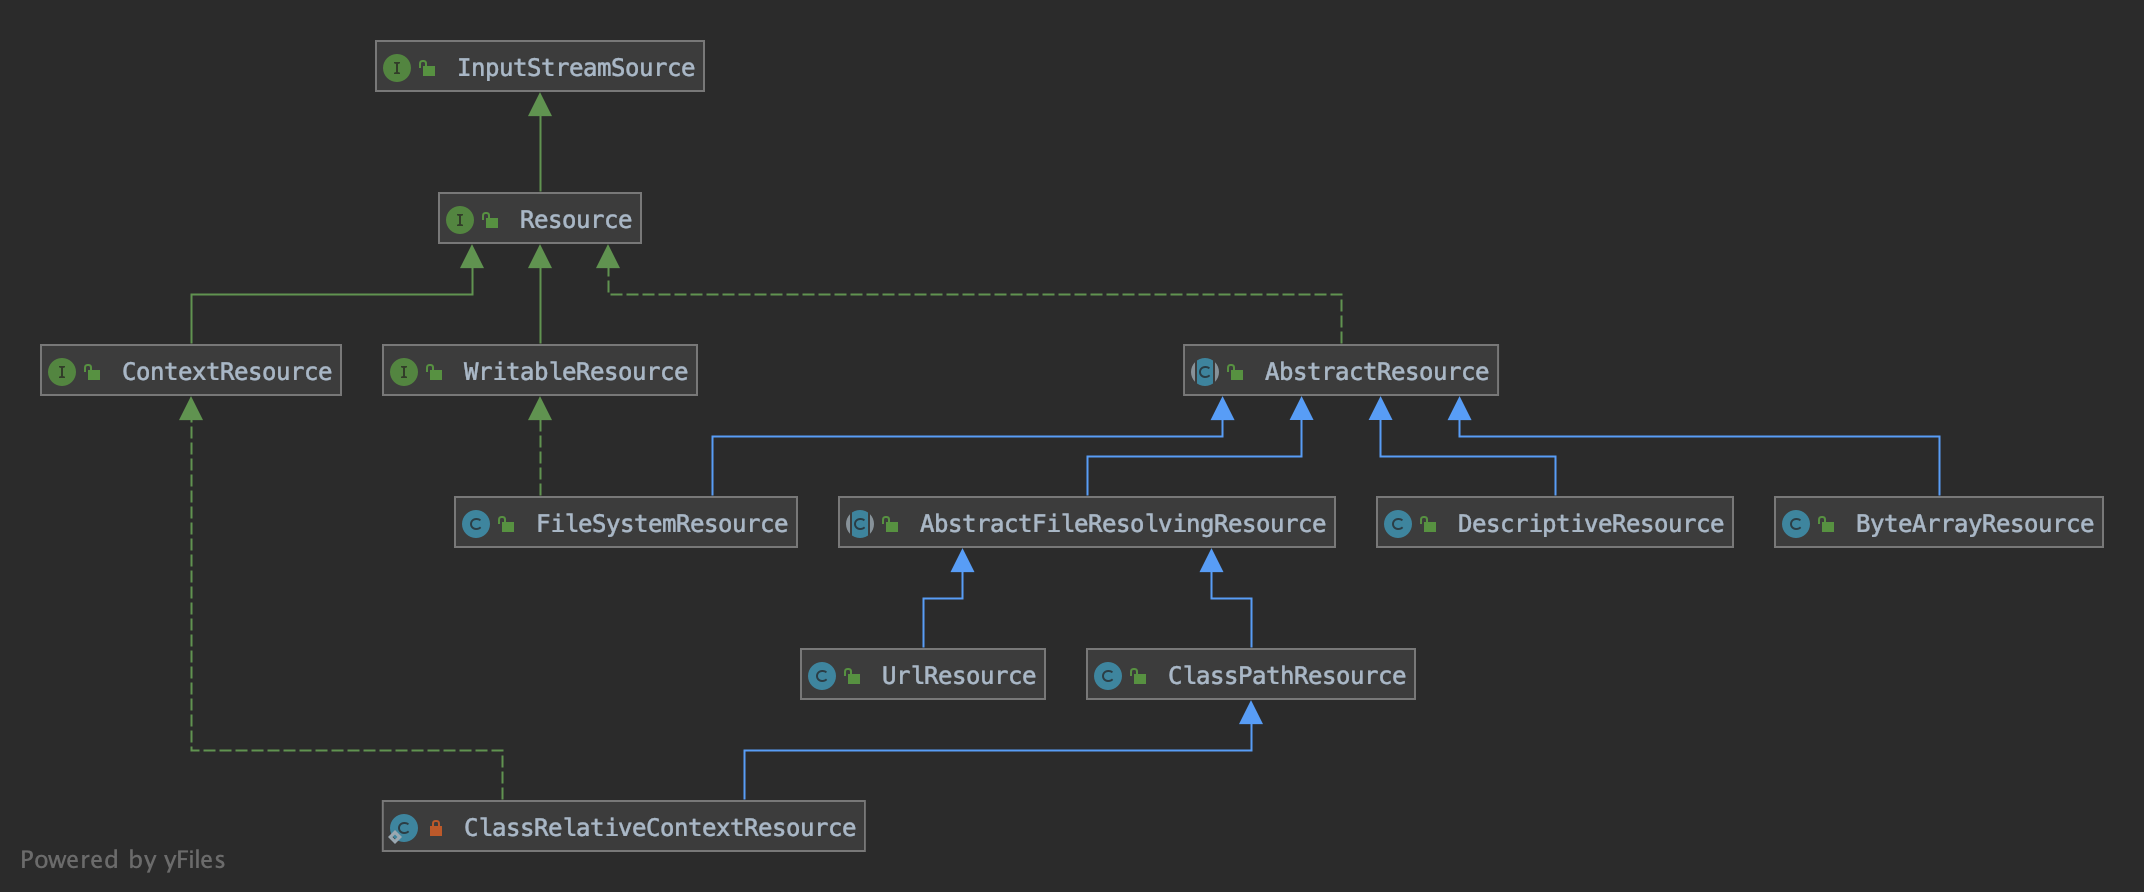 InputStreamSource
Resource
ContextResource
WritableResource
AbstractResource
FileSystemResource
AbstractFileResolvingResource
DescriptiveResource
ByteArrayResource
UrlResource
ClassPathResource
ClassRelativeContextResource
Powered by yFiles